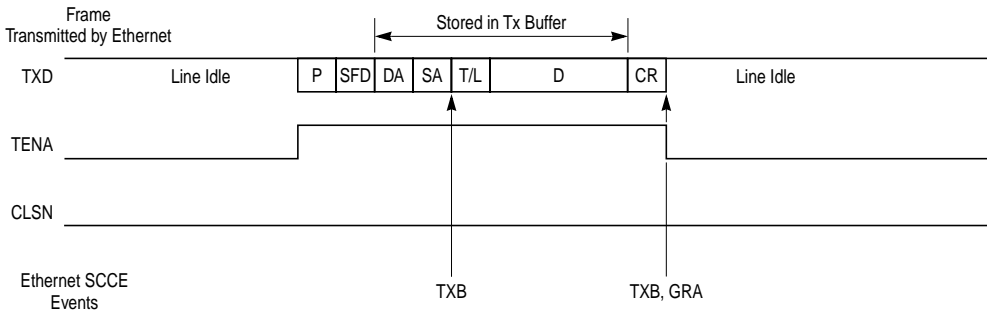 Frame
Transmitted by Ethernet
Stored in Tx Buffer
TXD
Line Idle
P
SFD
DA
SA
T/L
D
CR
Line Idle
TENA
CLSN
Ethernet SCCE
Events
TXB
TXB, GRA